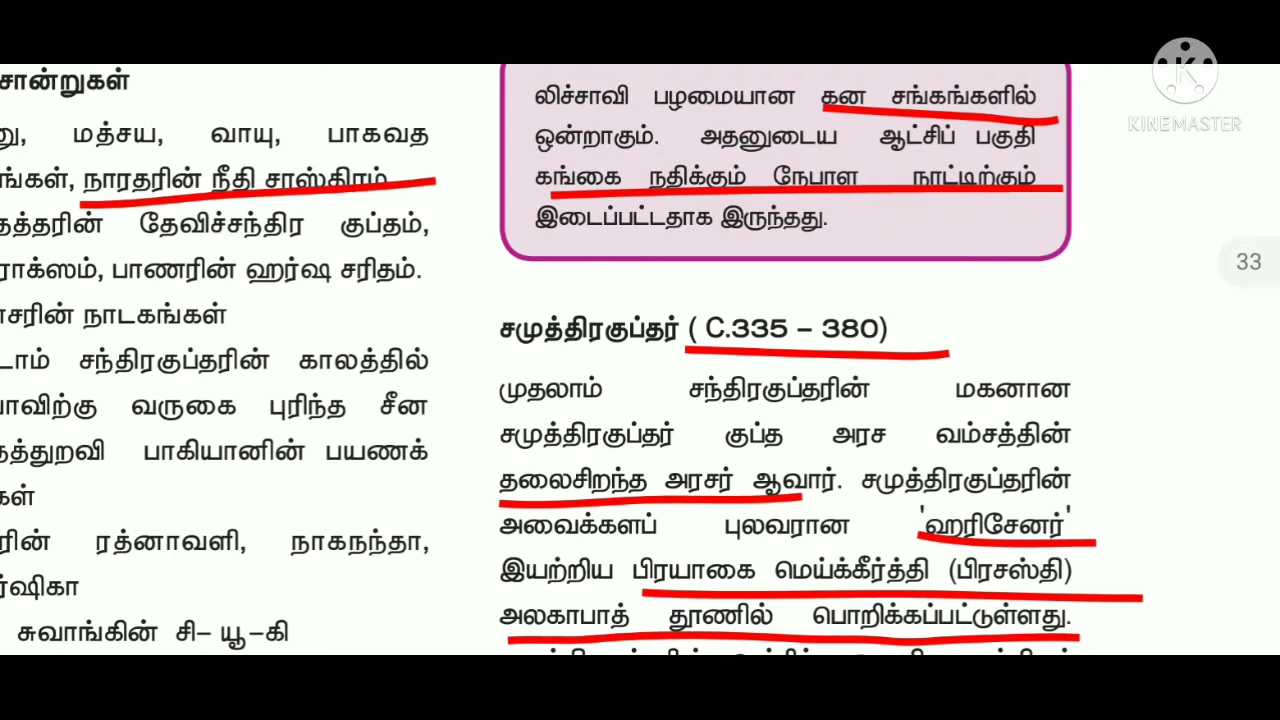 சான்றுகள்
னு, மத்சய, வாயு, பாகவத
ங்கள், நாரதரின் நீதி சாஸ்திரம்
தத்தரின் தேவிச்சந்திர குப்தம்,
ராக்ஸம், பாணரின் ஹர்ஷ சரிதம்.
சரின் நாடகங்கள்
டாம் சந்திரகுப்தரின் காலத்தில்
யாவிற்கு வருகை புரிந்த சீன
தத்துறவி பாகியானின் பயணக்
கள்
ரின் ரத்னாவளி, நாகநந்தா,
ர்ஷிகா
சுவாங்கின் சி- யூ -கி
லிச்சாவி பழமையான கன சங்கங்களில்
ஒன்றாகும். அதனுடைய ஆட்சிப் பகுதி
கங்கை நதிக்கும் நேபாள நாட்டிற்கும்
இடைப்பட்டதாக இருந்தது.
சமுத்திரகுப்தர் ( C.335 – 380)
முதலாம் சந்திரகுப்தரின் மகனான
சமுத்திரகுப்தர் குப்த அரச வம்சத்தின்
தலைசிறந்த அரசர் ஆவார். சமுத்திரகுப்தரின்
அவைக்களப் புலவரான 'ஹரிசேனர்'
இயற்றிய பிரயாகை மெய்க்கீர்த்தி (பிரசஸ்தி)
அலகாபாத் தூணில் பொறிக்கப்பட்டுள்ளது.
33
KINEMASTER